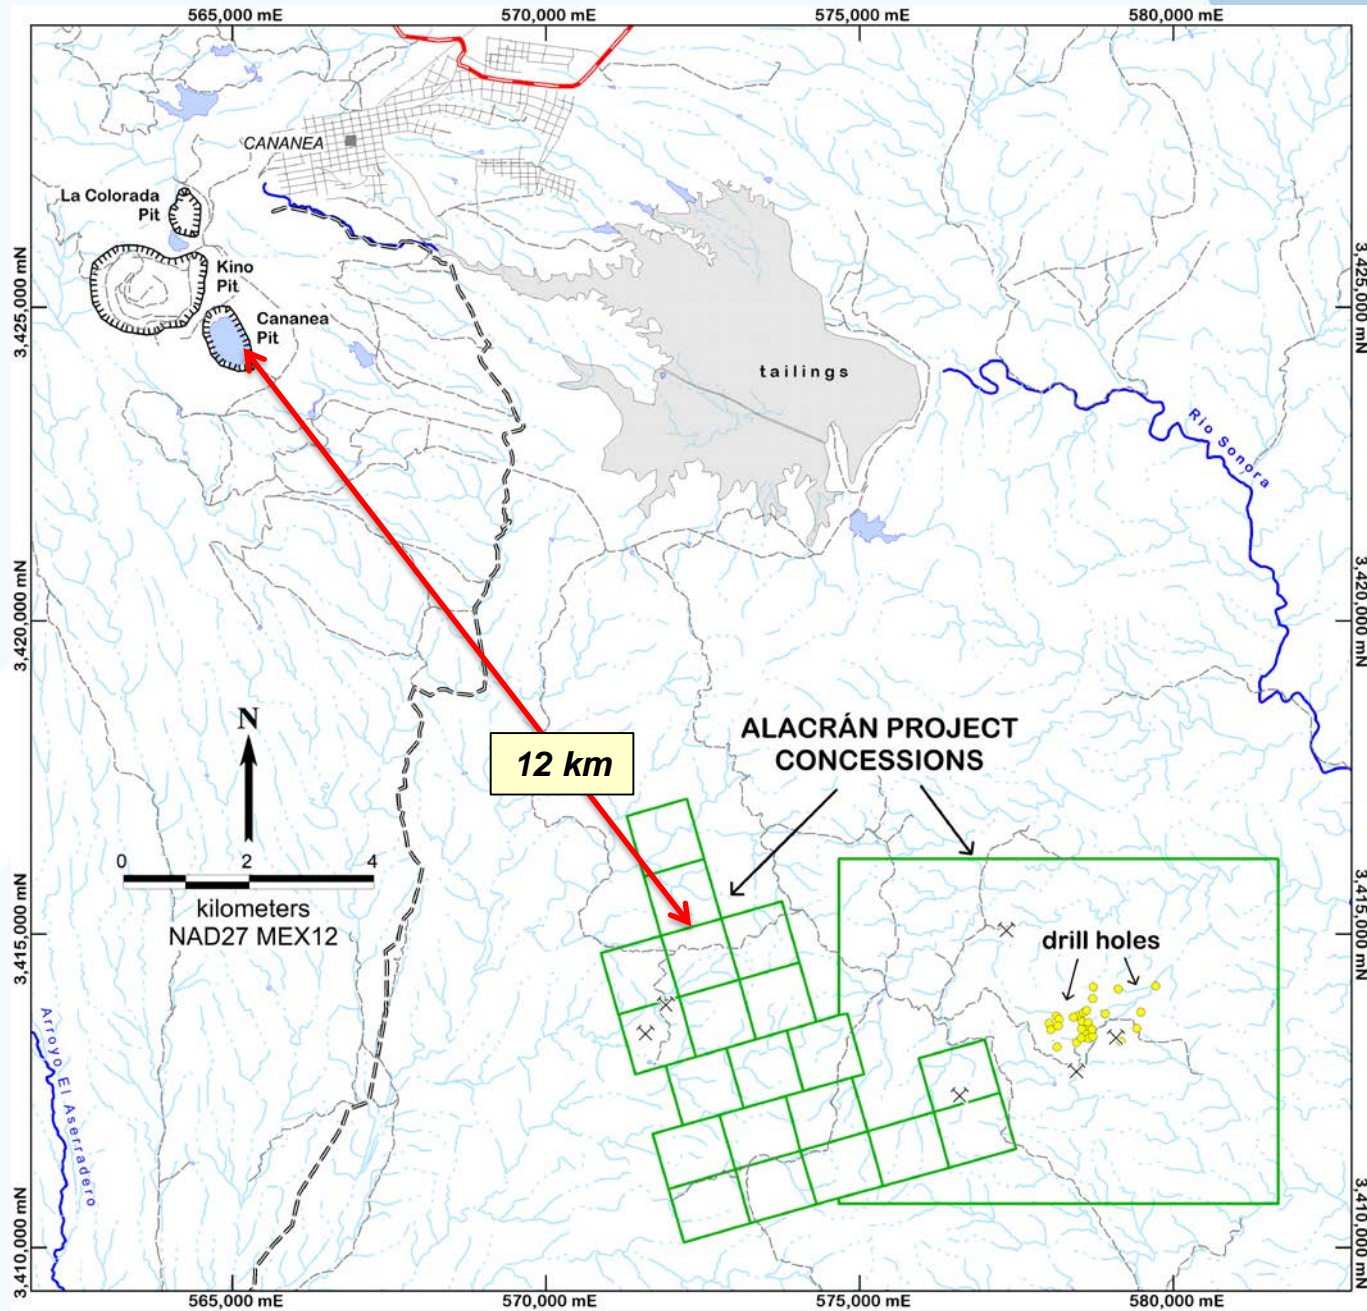 565,000 mE
570,000 mE
575,000 mE
580,000 mE
CANANEA
La Colorada
Pit
Kino
Pit
Cananea
Pit
3,425,000 mN
3,425,000 mN
tailings
Río Sonora
3,420,000 mN
3,420,000 mN
N
12 km
ALACRÁN PROJECT
CONCESSIONS
0 2 4
kilometers
NAD27 MEX12
3,415,000 mN
3,415,000 mN
drill holes
Arroyo El Aserradero
3,410,000 mN
3,410,000 mN
565,000 mE
570,000 mE
575,000 mE
580,000 mE